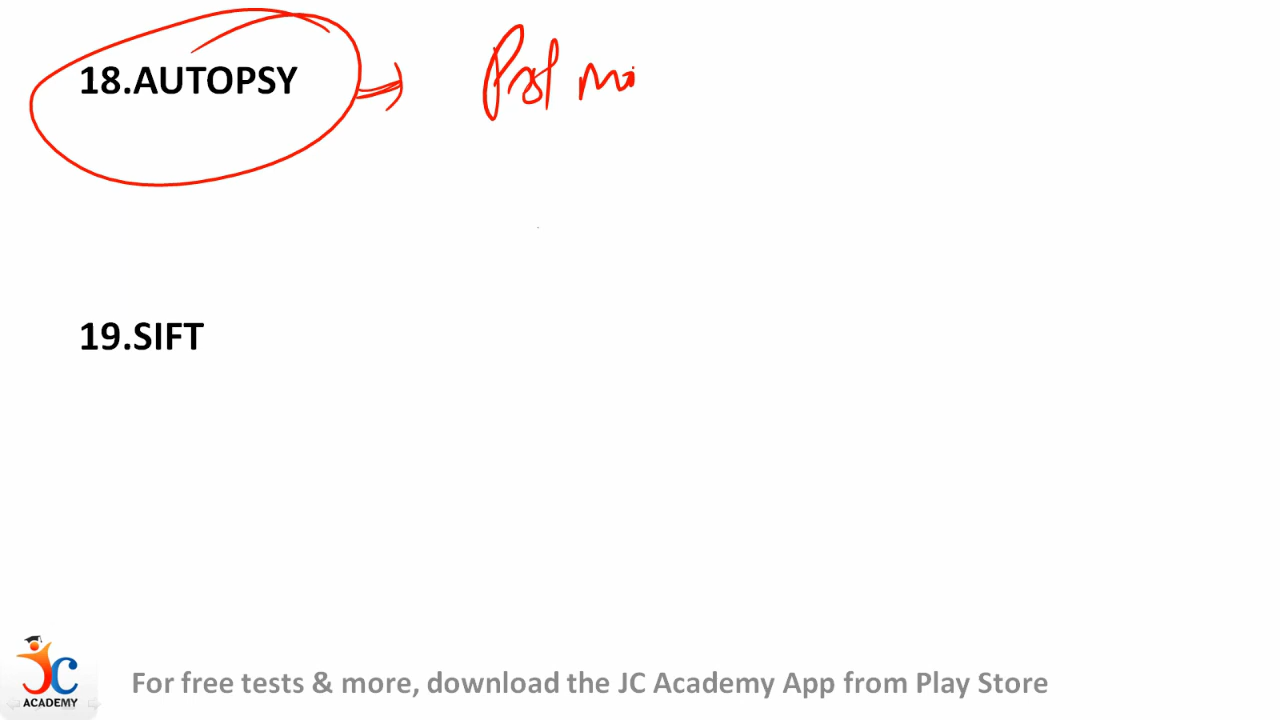 18.AUTOPSY Post mo
19.SIFT
JC
ACADEMY
For free tests & more, download the JC Academy App from Play Store